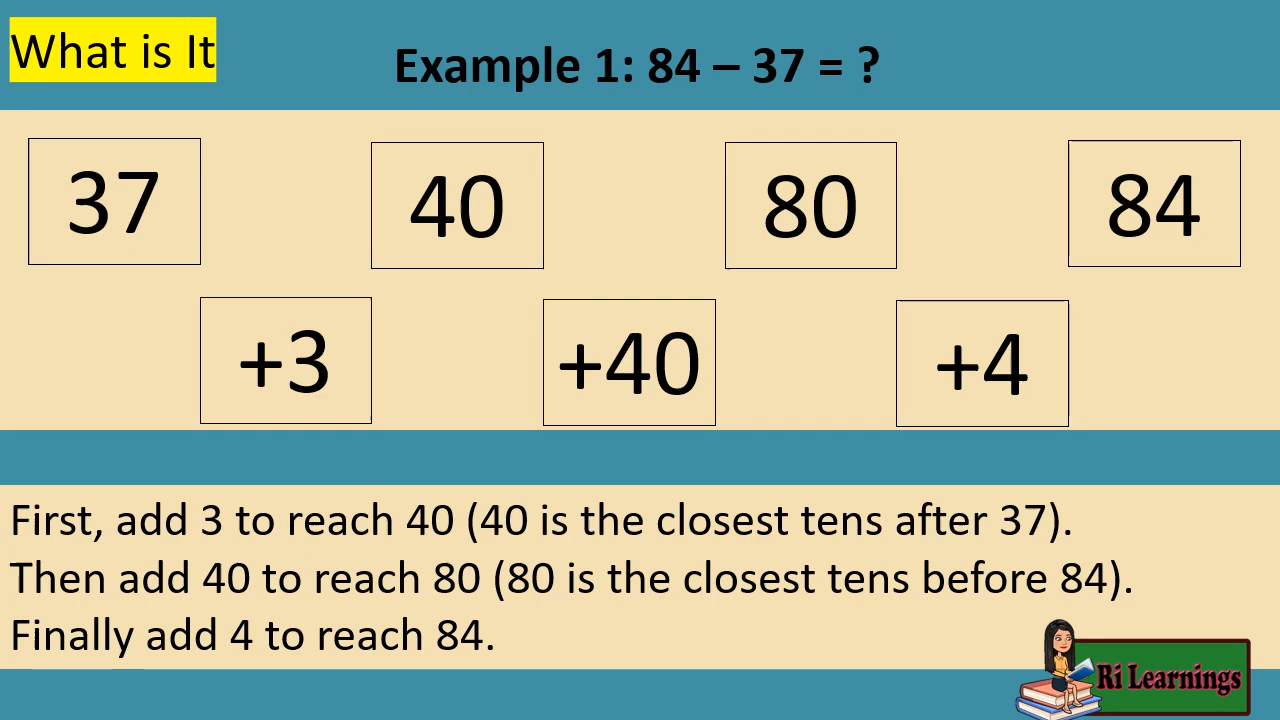 What is It
Example 1: 84 – 37 = ?
37 40 80 84
+3 +40 +4
First, add 3 to reach 40 (40 is the closest tens after 37).
Then add 40 to reach 80 (80 is the closest tens before 84).
Finally add 4 to reach 84.
Ri Learnings